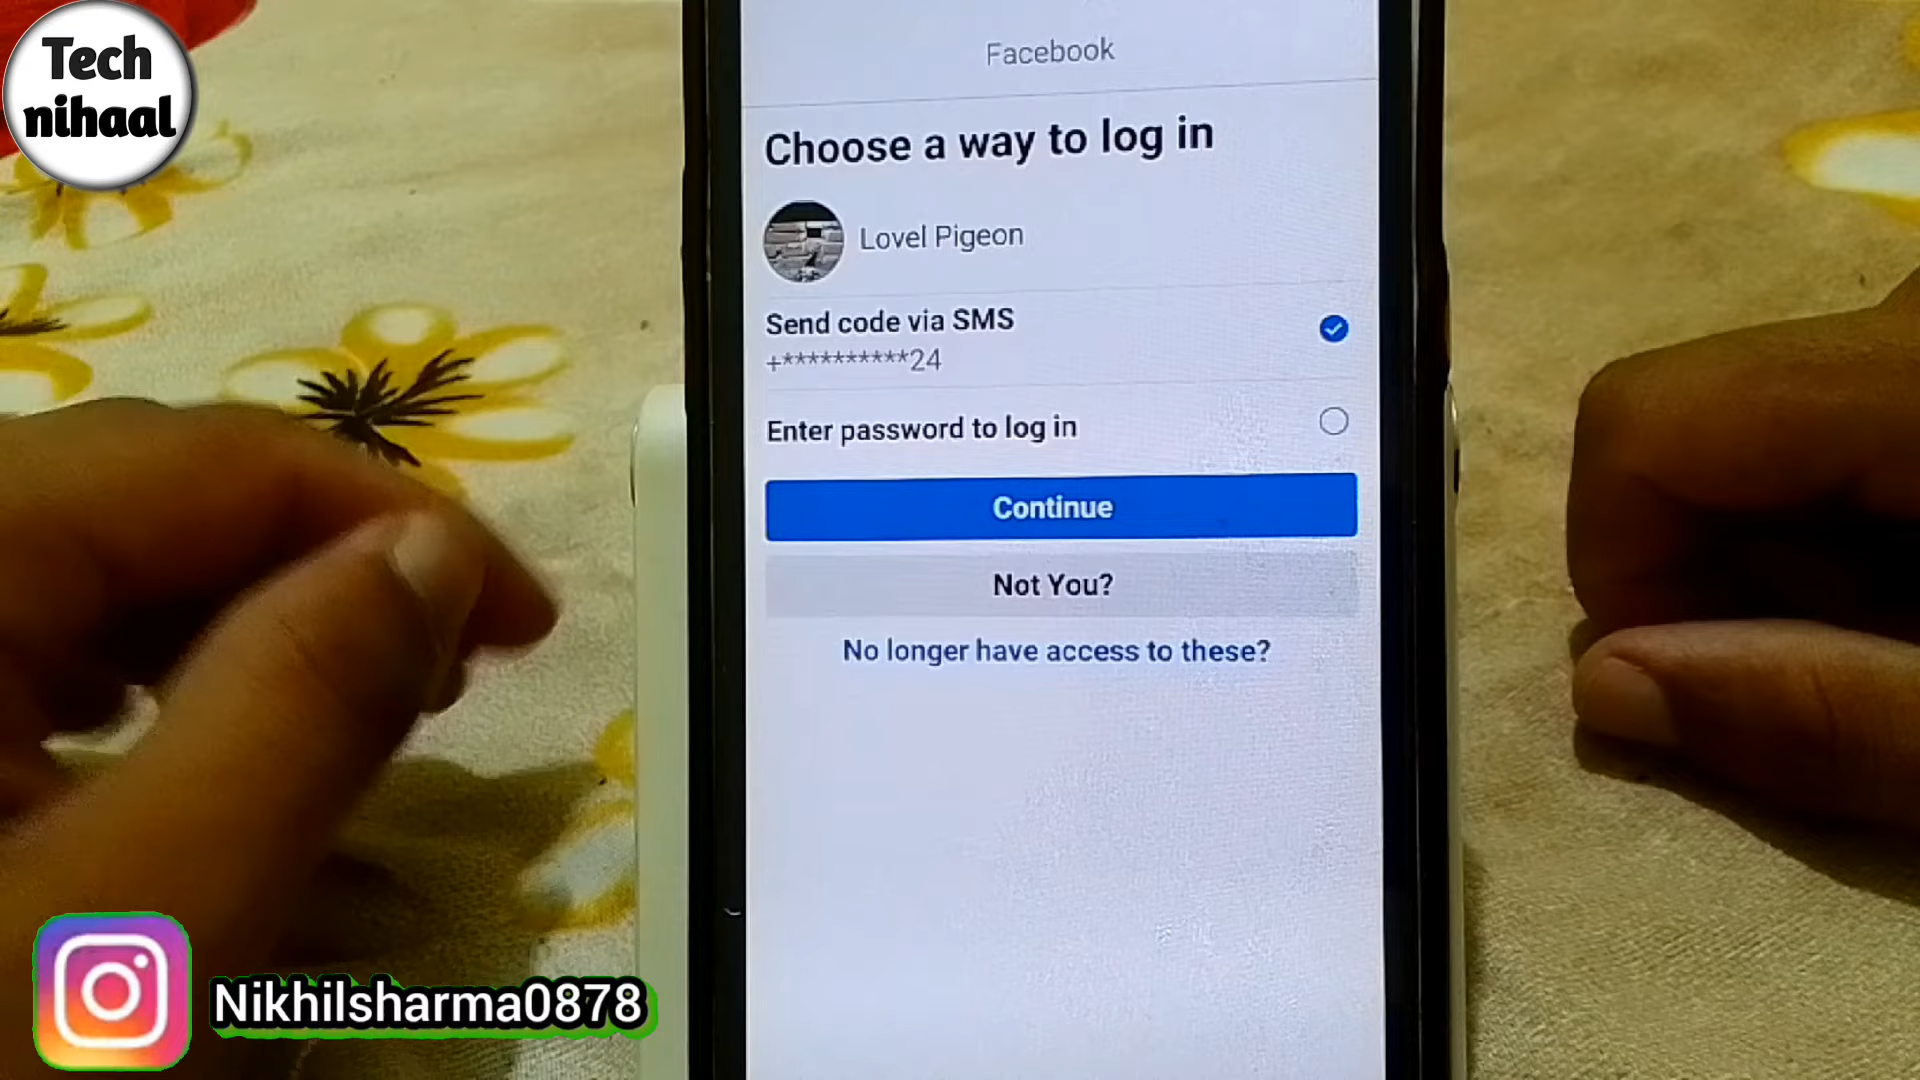 Tech
nihaal
Facebook
Choose a way to log in
Lovel Pigeon
Send code via SMS
+**********24
Enter password to log in
Continue
Not You?
No longer have access to these?
Nikhilsharma0878